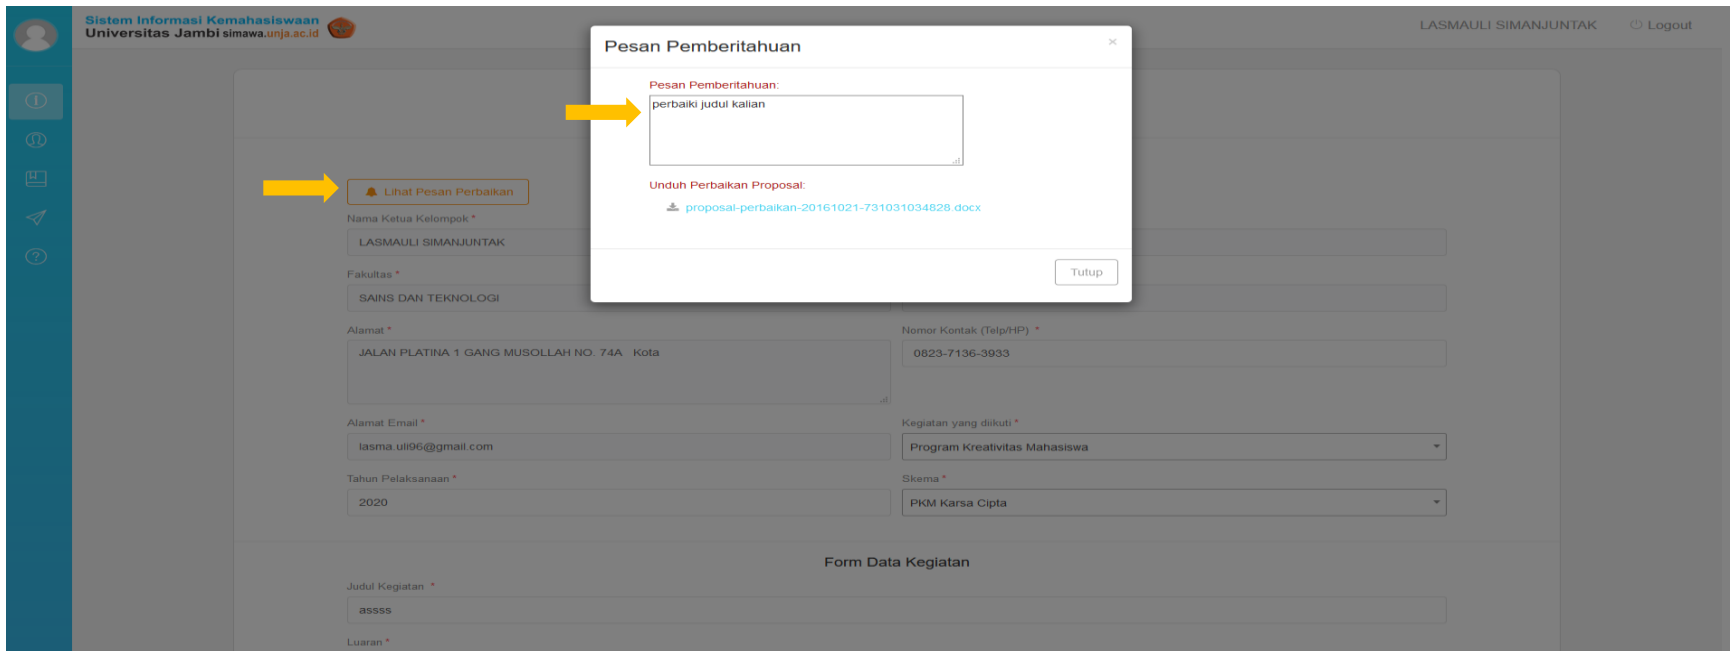 Sistem Informasi Kemahasiswaan
Universitas Jambi simawa.unja.ac.id
LASMAULI SIMANJUNTAK
Logout
Pesan Pemberitahuan
×
Pesan Pemberitahuan:
perbaiki judul kalian
Unduh Perbaikan Proposal:
proposal-perbaikan-20161021-731031034828.docx
Tutup
Lihat Pesan Perbaikan
Nama Ketua Kelompok *
LASMAULI SIMANJUNTAK
Fakultas *
SAINS DAN TEKNOLOGI
Alamat *
Nomor Kontak (Telp/HP) *
JALAN PLATINA 1 GANG MUSOLLAH NO. 74A Kota
0823-7136-3933
Alamat Email *
Kegiatan yang diikuti *
lasma.uli96@gmail.com
Program Kreativitas Mahasiswa
Tahun Pelaksanaan *
Skema *
2020
PKM Karsa Cipta
Form Data Kegiatan
Judul Kegiatan *
assss
Luaran *